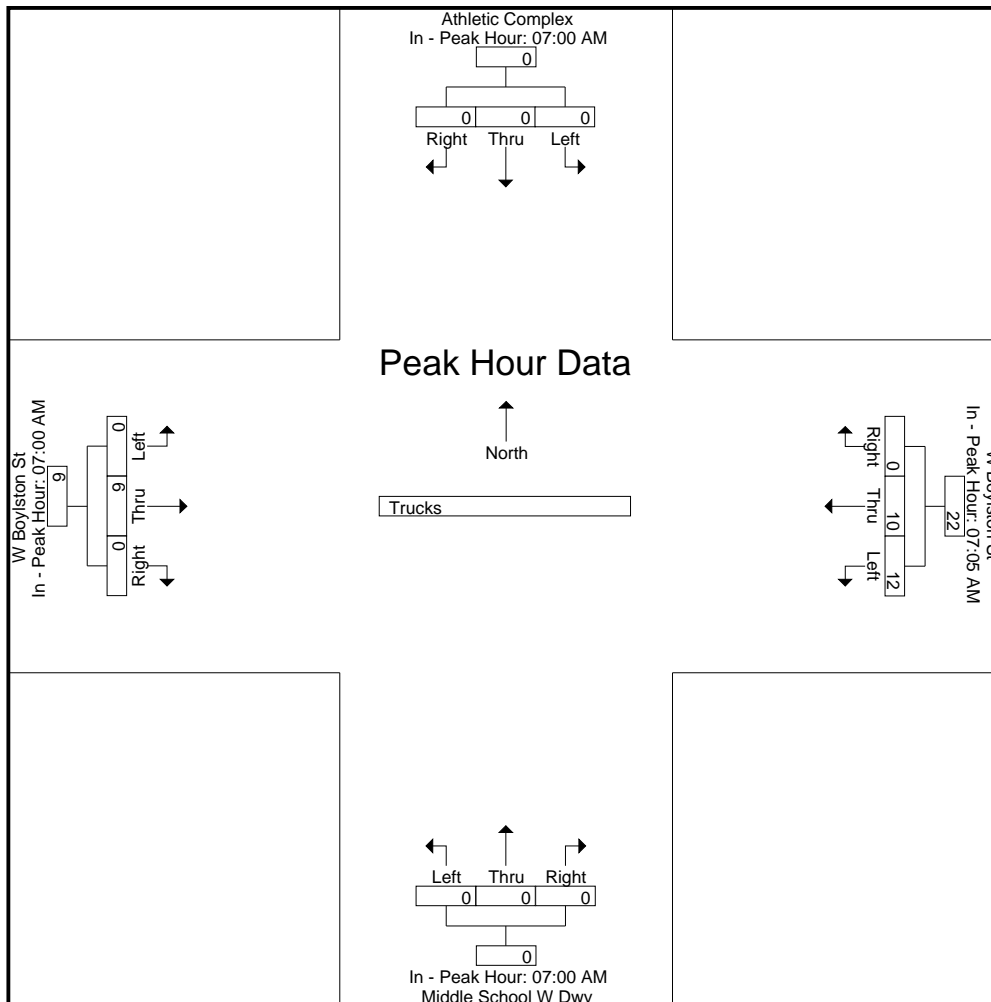 Athletic Complex
In - Peak Hour: 07:00 AM
0
0 0 0
Right Thru Left
Peak Hour Data
North
Trucks
W Boylston St
In - Peak Hour: 07:00 AM
9
0 9 0
Left Thru Right
W Boylston St
In - Peak Hour: 07:05 AM
22
0 10 12
Right Thru Left
Left Thru Right
0 0 0
0
In - Peak Hour: 07:00 AM
Middle School W Dwy